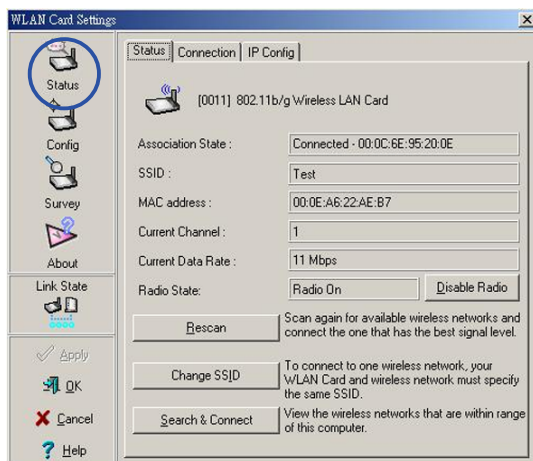 WLAN Card Settings
Status
Config
Survey
About
Link State
Apply
OK
Cancel
Help
Status Connection IP Config
[0011] 802.11b/g Wireless LAN Card
Association State : Connected - 00:0C:6E:95:20:0E
SSID : Test
MAC address : 00:0E:A6:22:AE:B7
Current Channel : 1
Current Data Rate : 11 Mbps
Radio State: Radio On Disable Radio
Rescan
Scan again for available wireless networks and
connect the one that has the best signal level.
Change SSID
To connect to one wireless network, your
WLAN Card and wireless network must specify
the same SSID.
Search & Connect
View the wireless networks that are within range
of this computer.